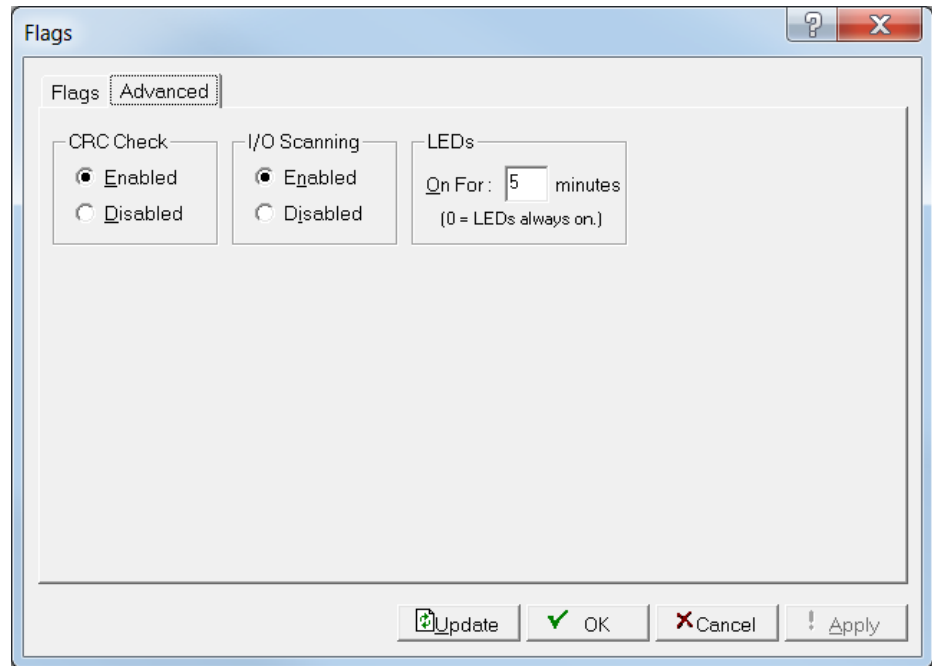 Flags
Flags Advanced
CRC Check I/O Scanning LEDs
Enabled Enabled On For: 5 minutes
Disabled Disabled (0 = LEDs always on.)
Update OK Cancel Apply